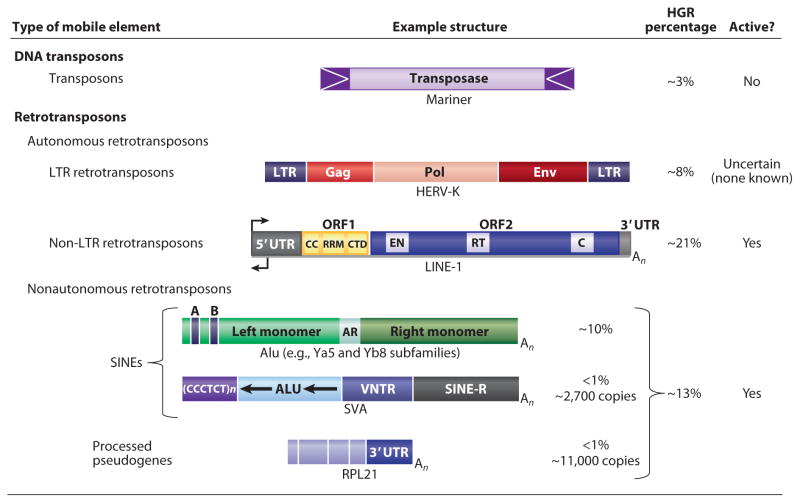 HGR
Type of mobile element Example structure percentage Active?
DNA transposons
Transposons Transposase ~3% No
Mariner
Retrotransposons
Autonomous retrotransposons
LTR retrotransposons LTR Gag Pol Env LTR ~8% Uncertain
(none known)
HERV-K
ORF1 ORF2 3′ UTR
Non-LTR retrotransposons 5′ UTR CC RRM CTD EN RT C ~21% Yes
An
LINE-1
Nonautonomous retrotransposons
A B
Left monomer AR Right monomer An ~10%
Alu (e.g., Ya5 and Yb8 subfamilies)
SINEs
(CCCTCT)n ALU VNTR SINE-R An <1%
~2,700 copies
~13% Yes
SVA
Processed
pseudogenes
3′ UTR An <1%
~11,000 copies
RPL21